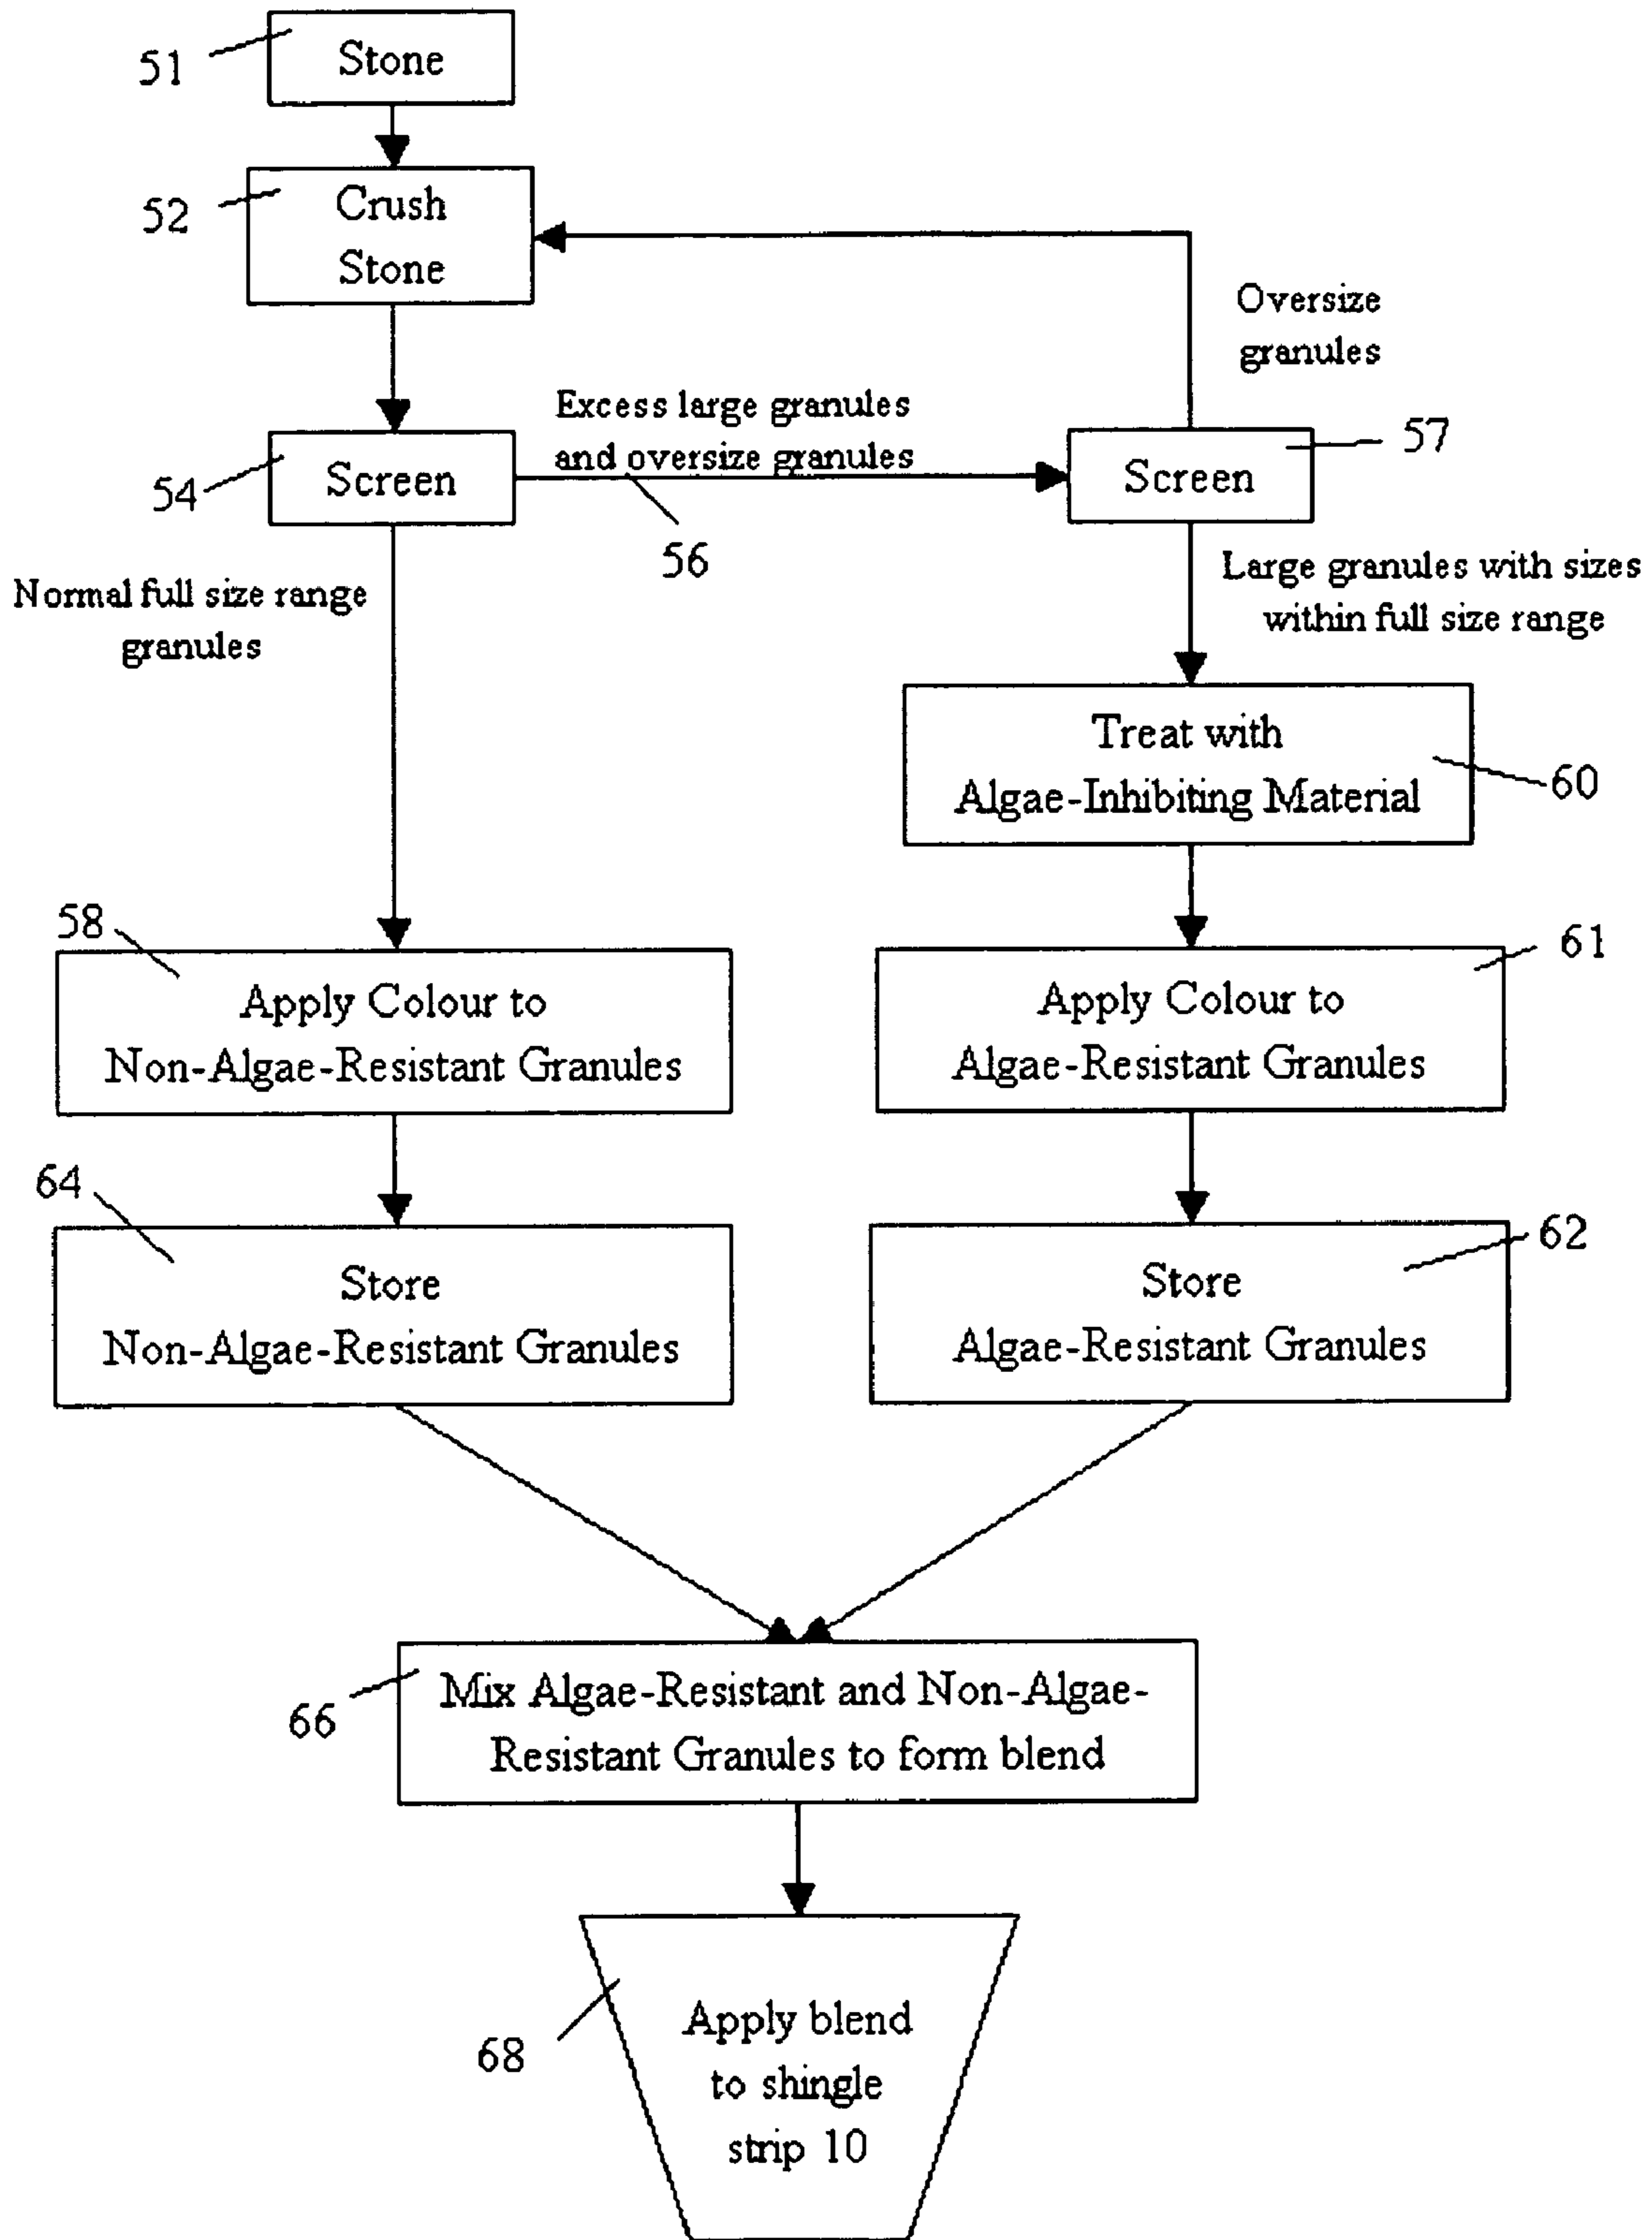 51
Stone
52
Crush
Stone
Oversize
granules
Excess large granules
and oversize granules
57
54
Screen
Screen
56
Normal full size range
granules
Large granules with sizes
within full size range
Treat with
Algae-Inhibiting Material
60
58
61
Apply Colour to
Non-Algae-Resistant Granules
Apply Colour to
Algae-Resistant Granules
64
62
Store
Non-Algae-Resistant Granules
Store
Algae-Resistant Granules
66
Mix Algae-Resistant and Non-Algae-
Resistant Granules to form blend
68
Apply blend
to shingle
strip 10